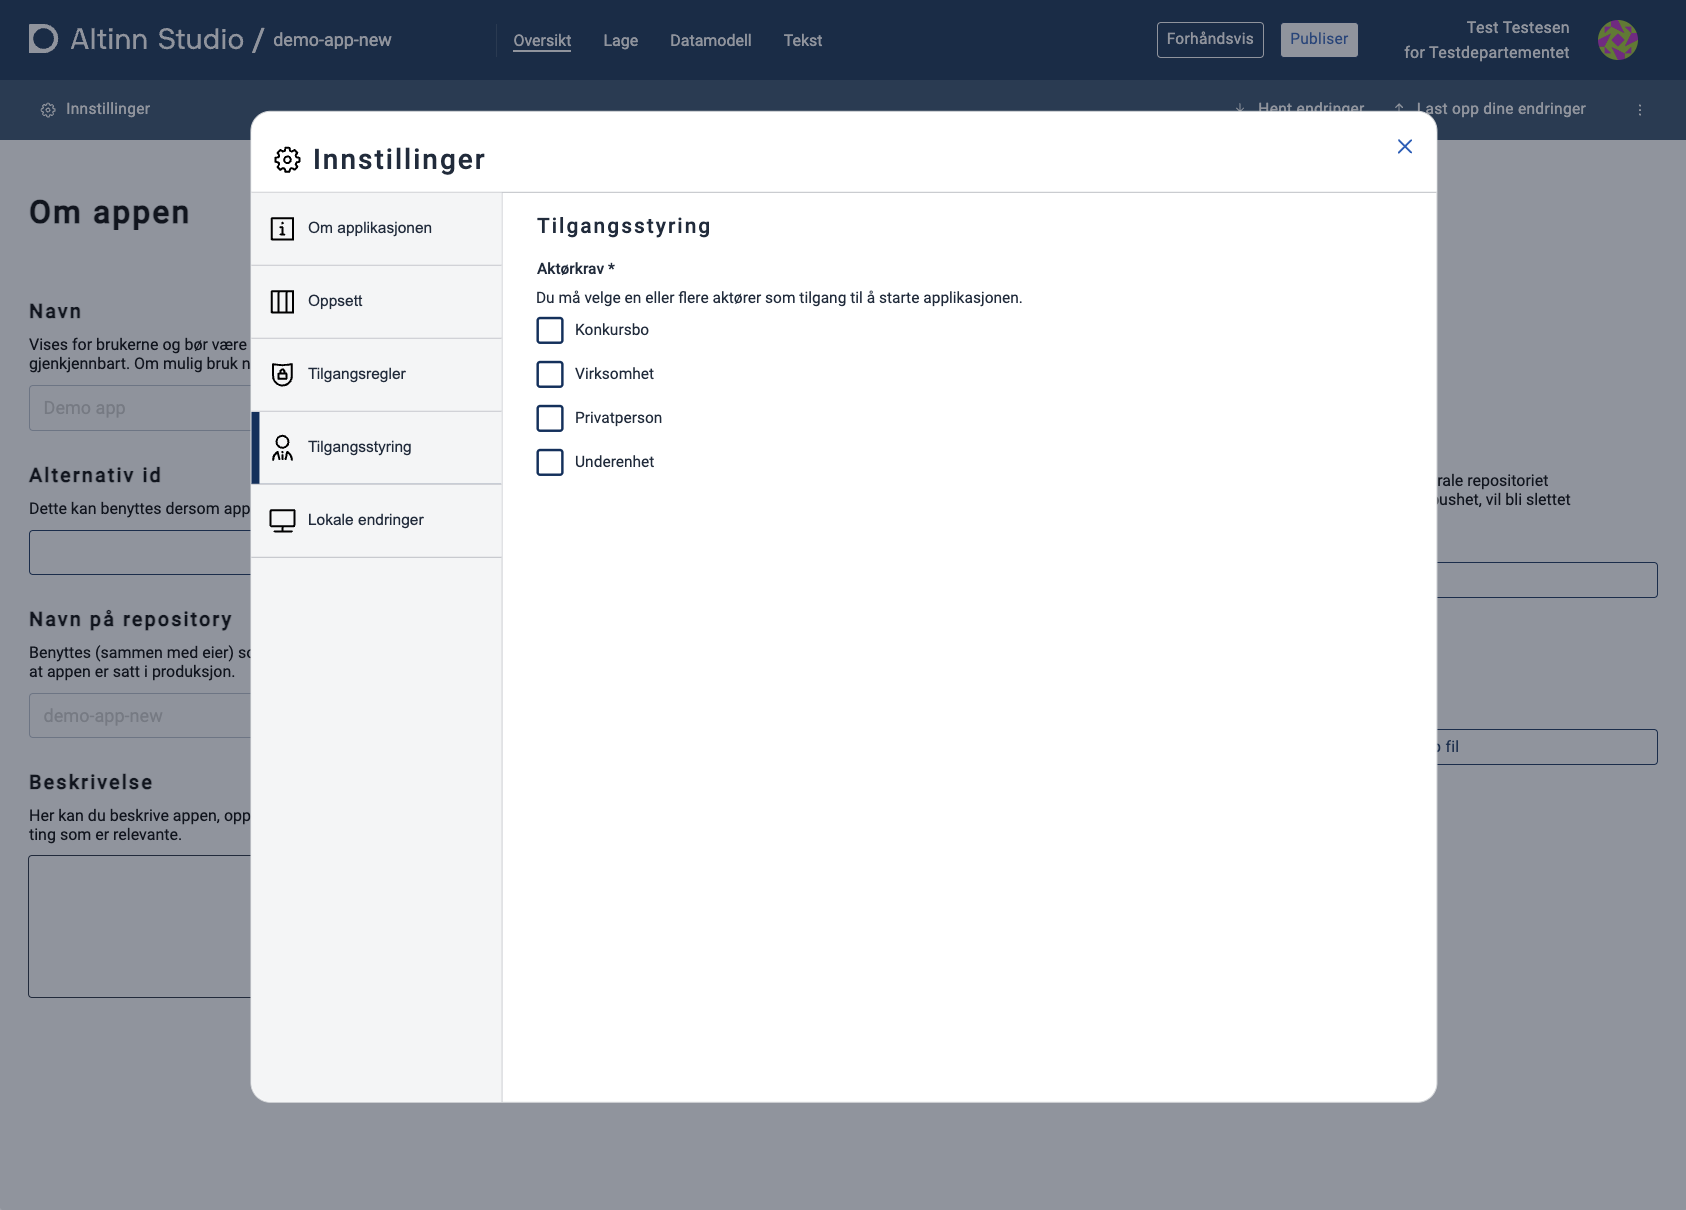 Altinn Studio / demo-app-new
Oversikt
Lage
Datamodell
Tekst
Forhåndsvis
Publiser
Test Testesen
for Testdepartementet
Innstillinger
Hent endringer
Last opp dine endringer
Innstillinger
Om applikasjonen
Oppsett
Tilgangsregler
Tilgangsstyring
Lokale endringer
Tilgangsstyring
Aktørkrav *
Du må velge en eller flere aktører som tilgang til å starte applikasjonen.
Konkursbo
Virksomhet
Privatperson
Underenhet
Om appen
Navn
Vises for brukerne og bør være
gjenkjennbart. Om mulig bruk
Demo app
Alternativ id
Dette kan benyttes dersom
Navn på repository
Benyttes (sammen med eier)
at appen er satt i produksjon.
demo-app-new
Beskrivelse
Her kan du beskrive appen,
ting som er relevante.
repositoriet
vil bli slettet
fil